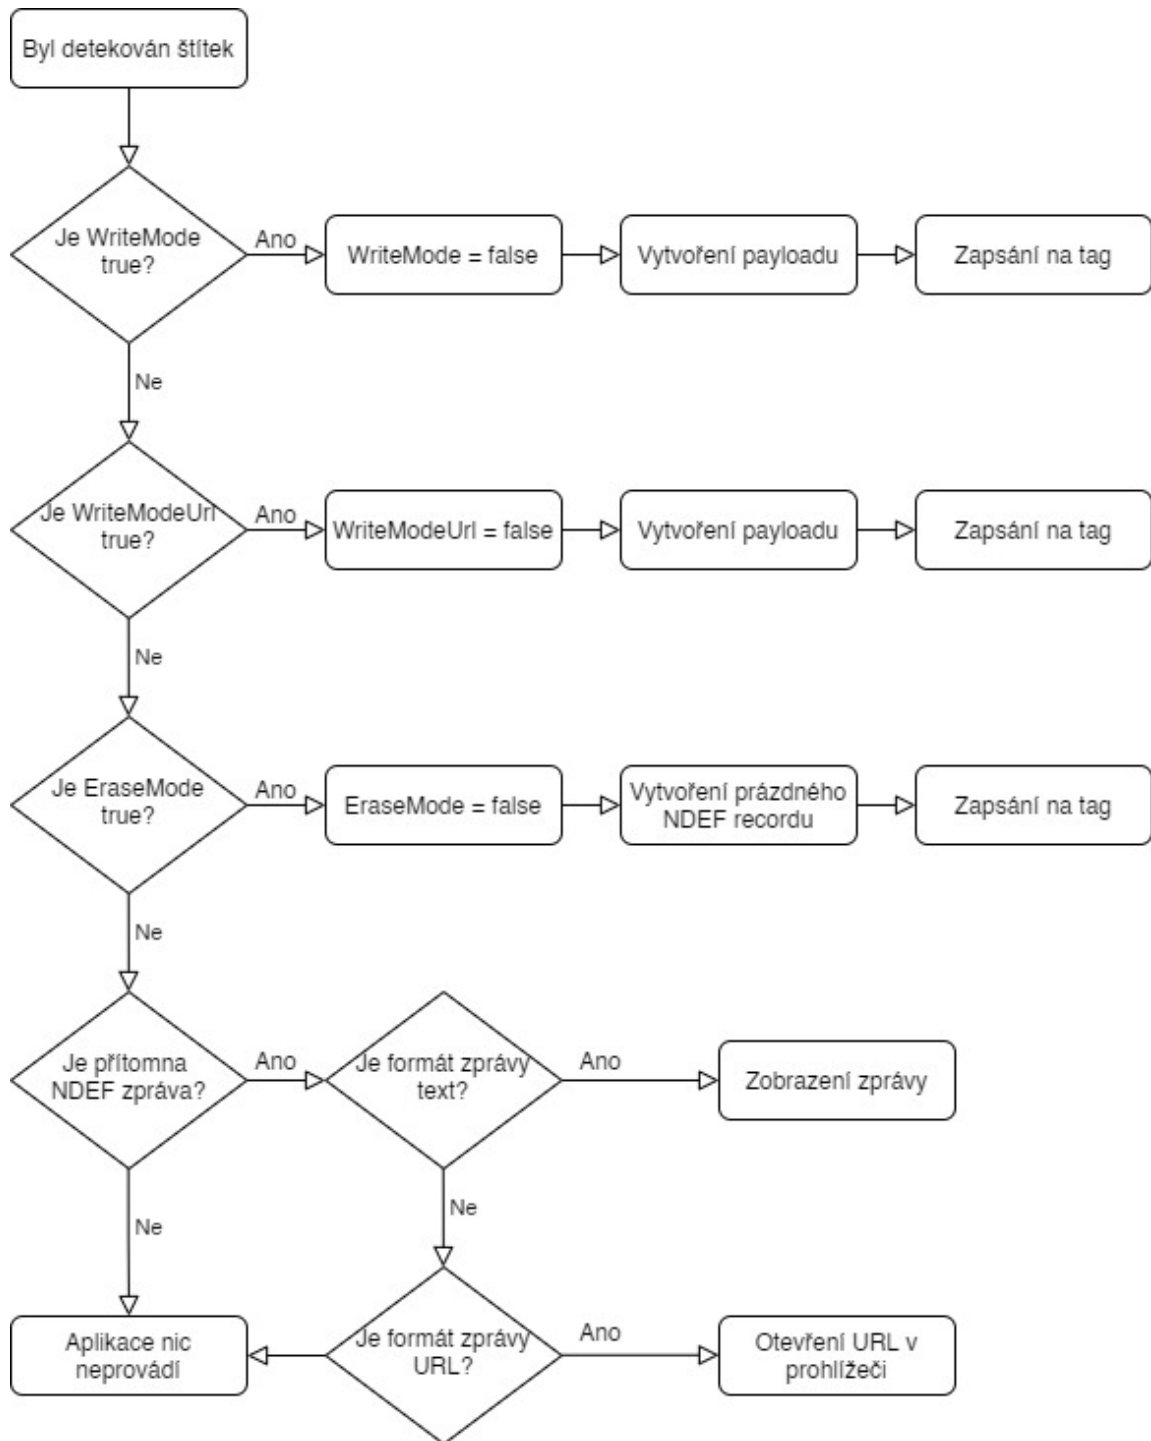 Byl detekován štítek
Je WriteMode
true?
Ano
WriteMode = false
Vytvoření payloadu
Zapsání na tag
Ne
Je WriteModeUrl
true?
Ano
WriteModeUrl = false
Vytvoření payloadu
Zapsání na tag
Ne
Je EraseMode
true?
Ano
EraseMode = false
Vytvoření prázdného
NDEF recordu
Zapsání na tag
Ne
Je přítomna
NDEF zpráva?
Ano
Je formát zprávy
text?
Ano
Zobrazení zprávy
Ne
Ne
Aplikace nic
neprovádí
Je formát zprávy
URL?
Ano
Otevření URL v
prohlížeči